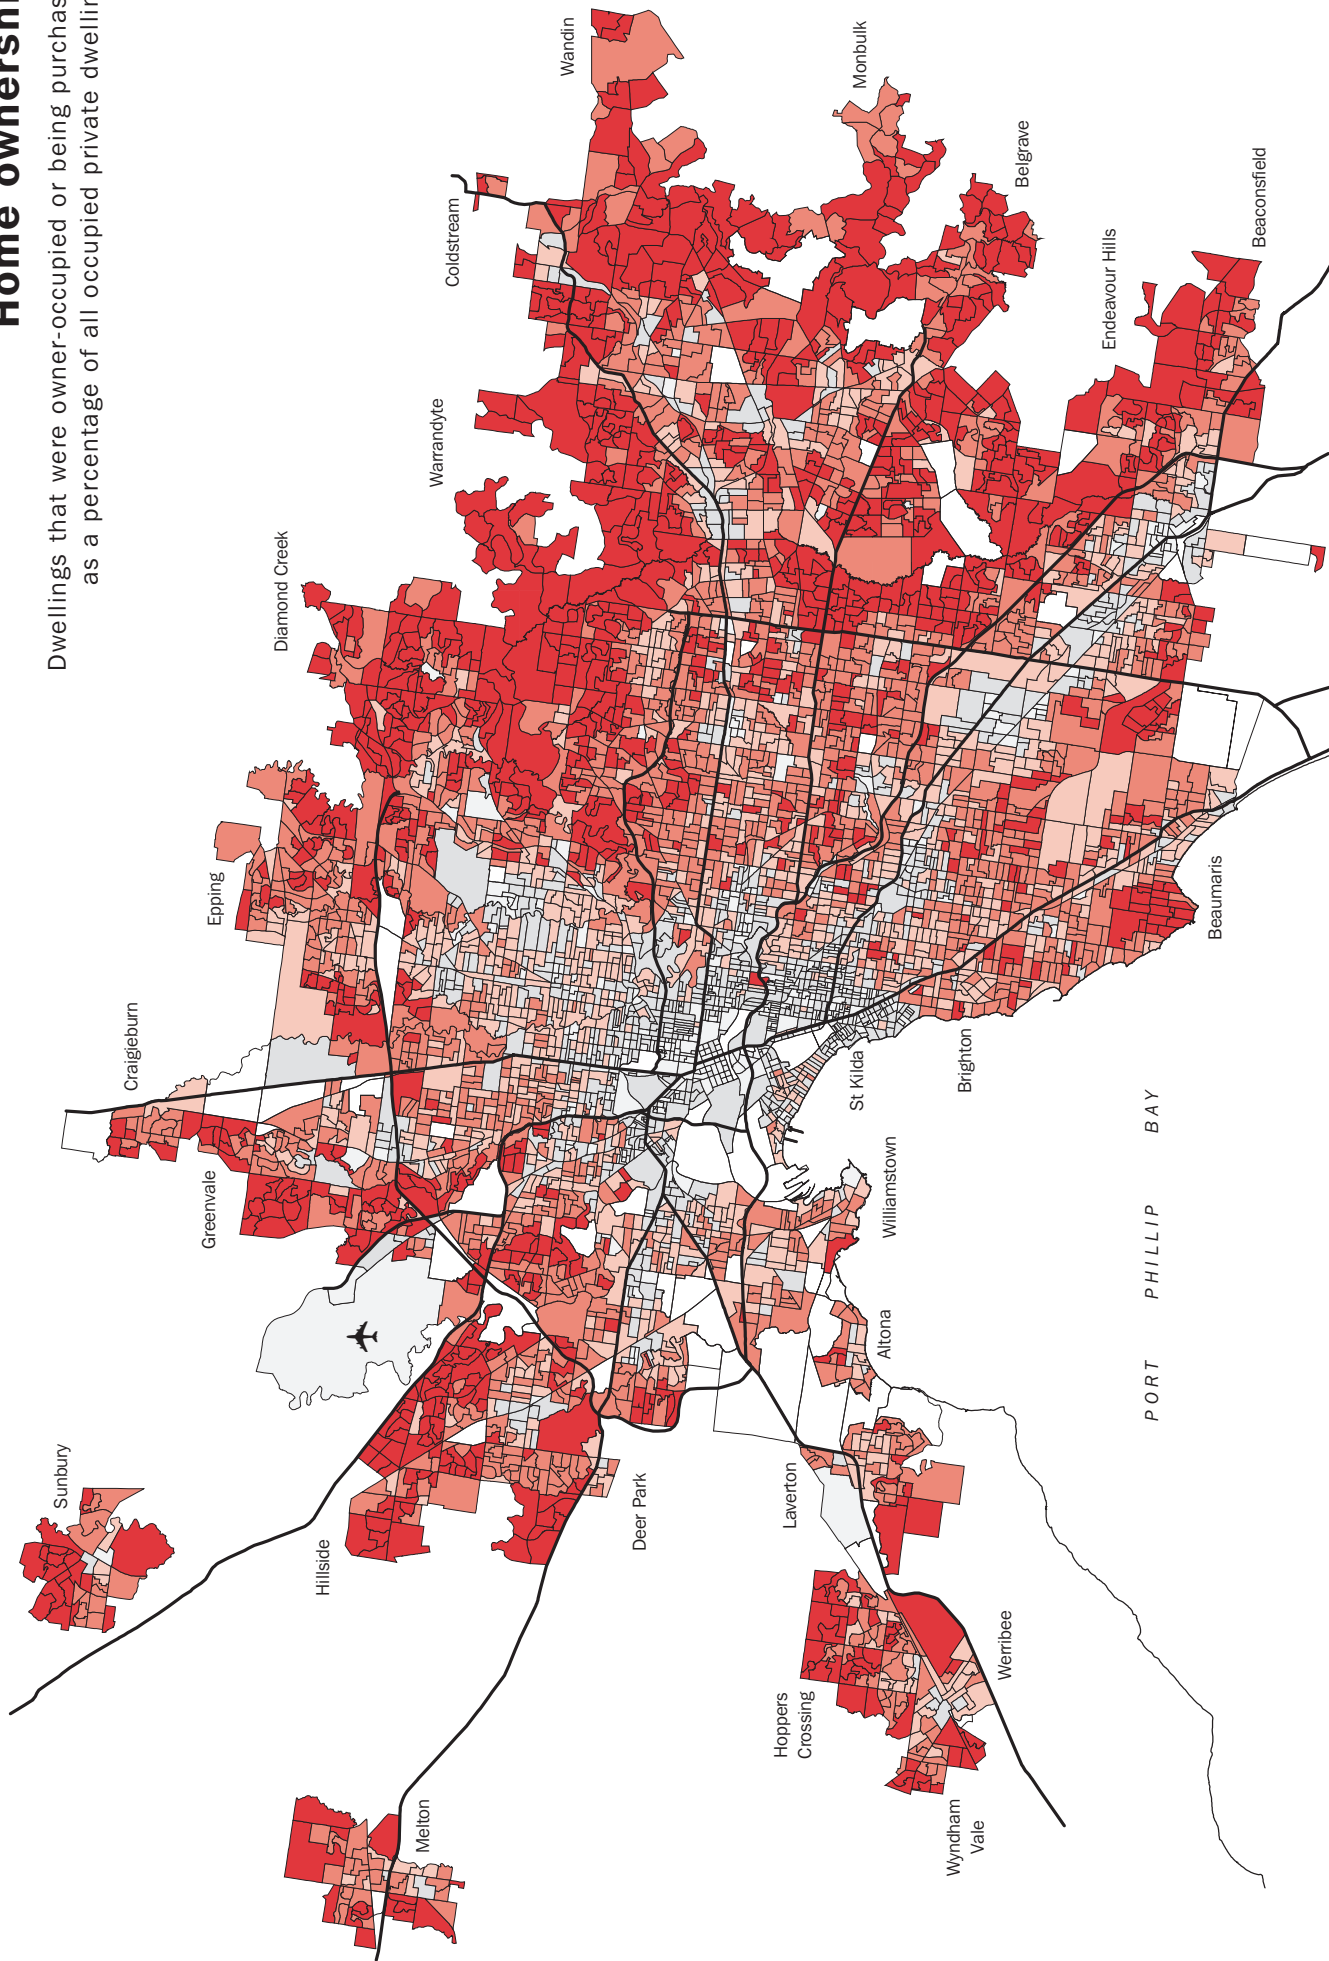 Home ownershi
Dwellings that were owner-occupied or being purchas
as a percentage of all occupied private dwellin
Wandin
Monbulk
Belgrave
Beaconsfield
Coldstream
Endeavour Hills
Warrandyte
Diamond Creek
Epping
Beaumaris
Craigieburn
St Kilda
Brighton
Greenvale
Williamstown
PORT PHILLIP BAY
Altona
Sunbury
Hillside
Deer Park
Laverton
Werribee
Hoppers
Crossing
Melton
Wyndham
Vale